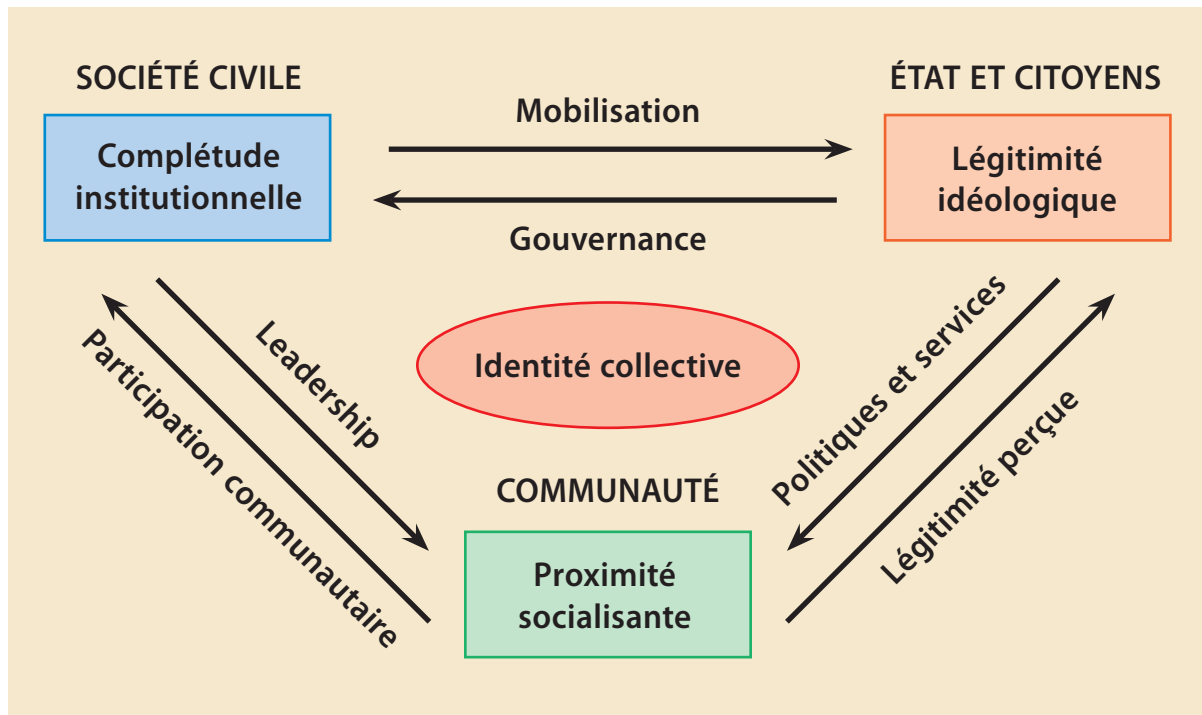 SOCIÉTÉ CIVILE
Complétude
institutionnelle
Mobilisation
Gouvernance
ÉTAT ET CITOYENS
Légitimité
idéologique
Identité collective
Leadership
Participation communautaire
Politiques et services
Légitimité perçue
COMMUNAUTÉ
Proximité
socialisante